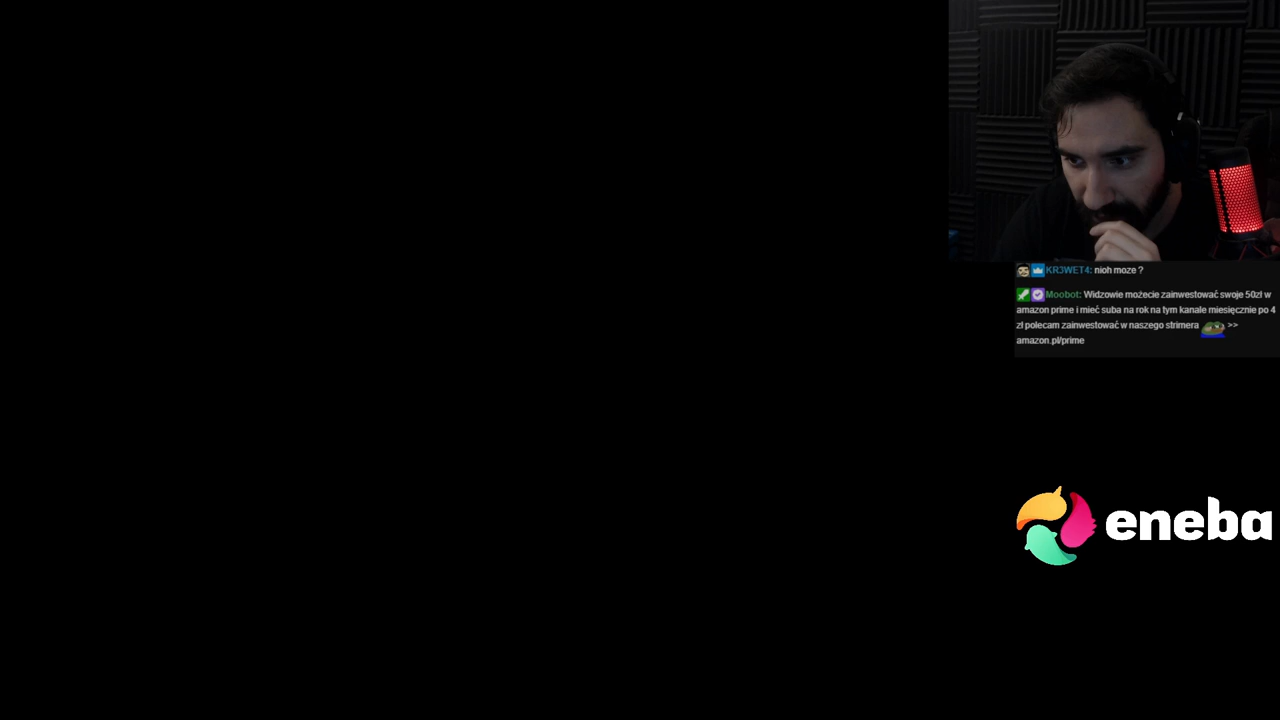 KR3WET4: nioh moze ?
Moobot: Widzowie możecie zainwestować swoje 50zł w
amazon prime i mieć suba na rok na tym kanale miesięcznie po 4
zł polecam zainwestować w naszego strimera >>
amazon.pl/prime
eneba